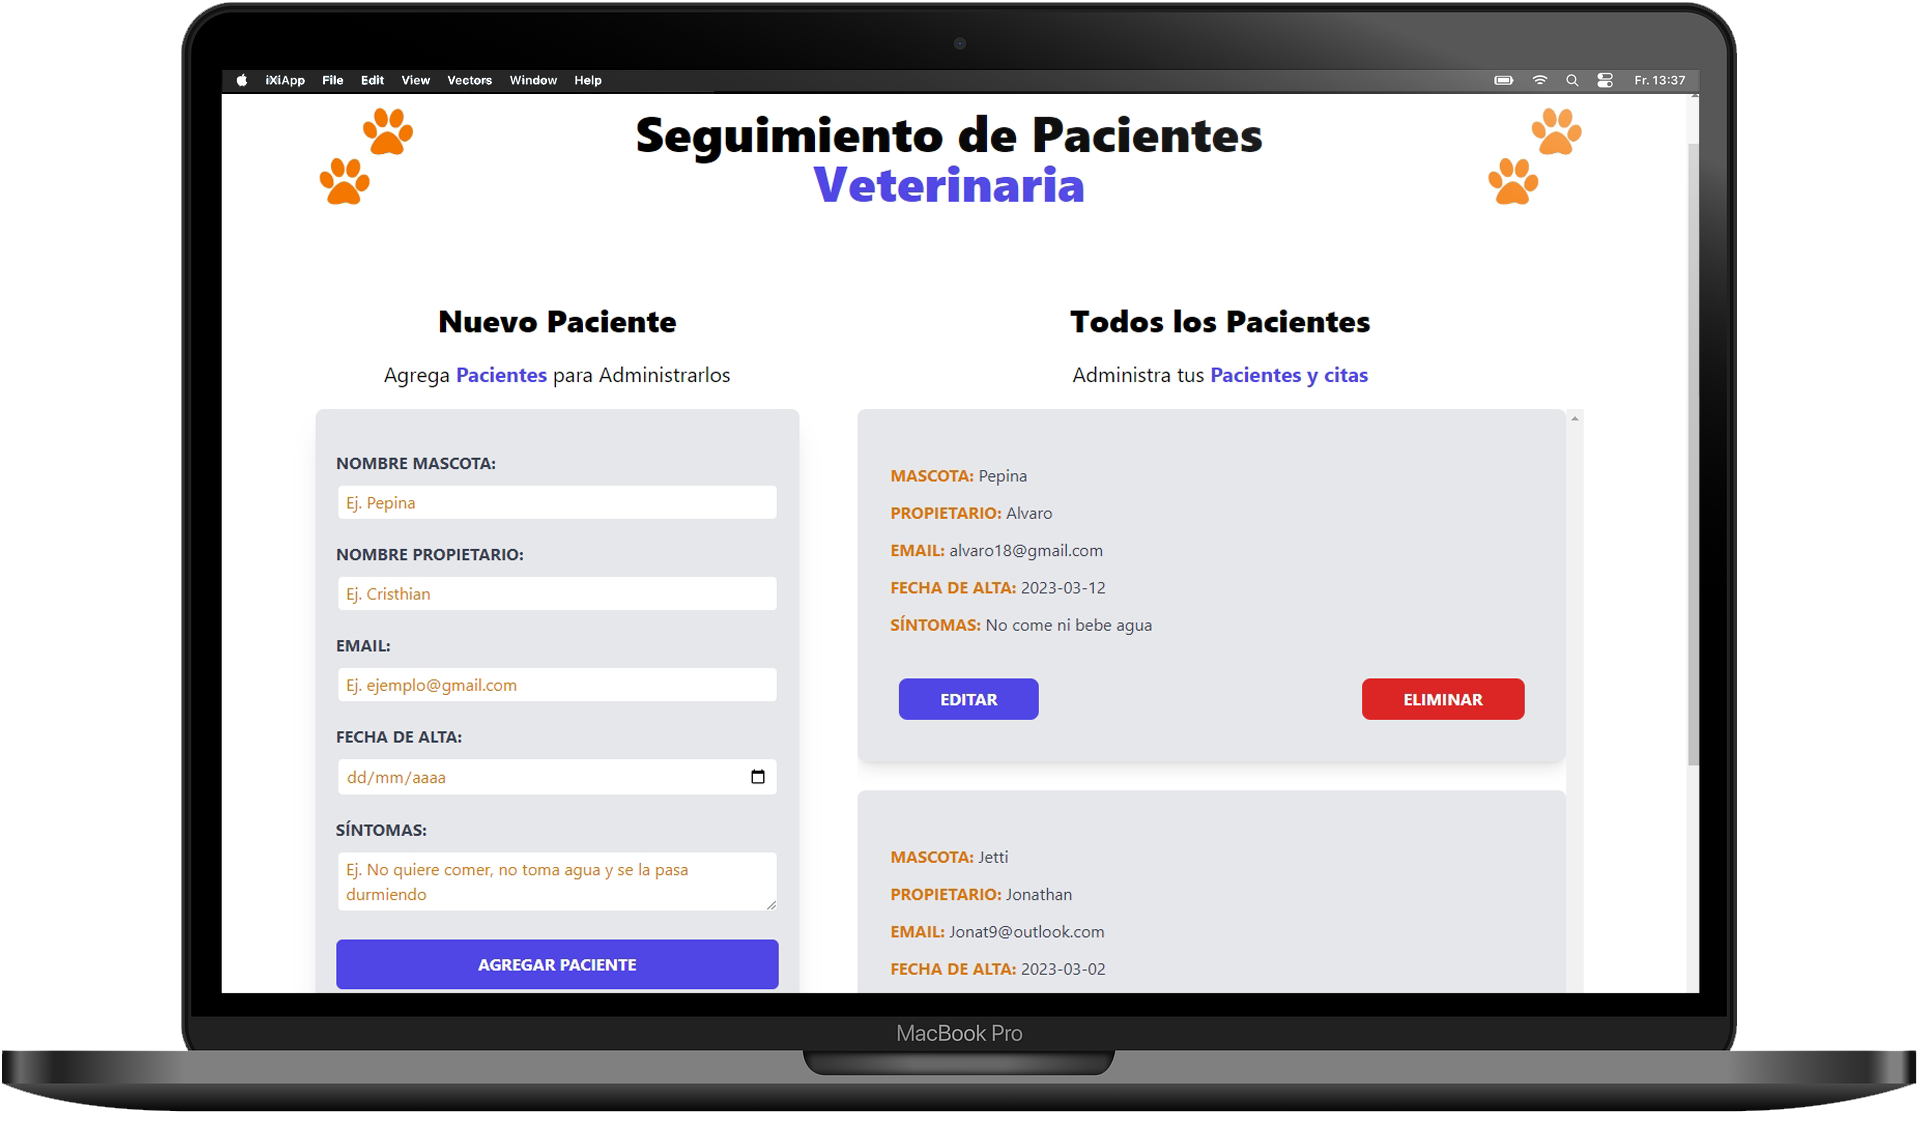 iXiApp File Edit View Vectors Window Help Fr. 13:37
Seguimiento de Pacientes
Veterinaria
Nuevo Paciente
Agrega Pacientes para Administrarlos
NOMBRE MASCOTA:
Ej. Pepina
NOMBRE PROPIETARIO:
Ej. Cristhian
EMAIL:
Ej. ejemplo@gmail.com
FECHA DE ALTA:
dd/mm/aaaa
SÍNTOMAS:
Ej. No quiere comer, no toma agua y se la pasa
durmiendo
AGREGAR PACIENTE
Todos los Pacientes
Administra tus Pacientes y citas
MASCOTA: Pepina
PROPIETARIO: Alvaro
EMAIL: alvaro18@gmail.com
FECHA DE ALTA: 2023-03-12
SÍNTOMAS: No come ni bebe agua
EDITAR
ELIMINAR
MASCOTA: Jetti
PROPIETARIO: Jonathan
EMAIL: Jonat9@outlook.com
FECHA DE ALTA: 2023-03-02
MacBook Pro